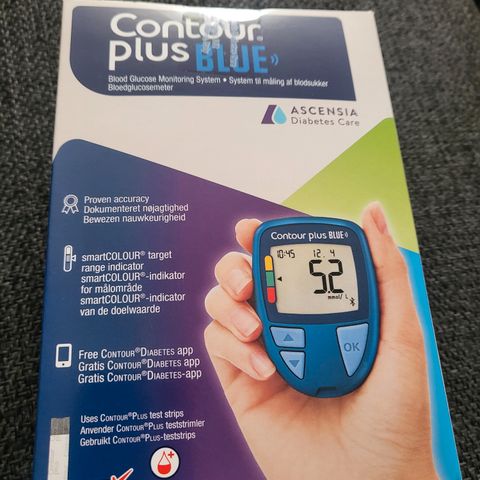 Contour®
plus BLUE
Blood Glucose Monitoring System • System til måling af blodsukker
Bloedglucosemeter
ASCENSIA
Diabetes Care
Proven accuracy
Dokumenteret nøjagtighed
Bewezen nauwkeurigheid
smartCOLOUR® target
range indicator
smartCOLOUR®-indikator
for målområde
smartCOLOUR®-indicator
van de doelwaarde
Free CONTOUR®DIABETES app
Gratis CONTOUR®DIABETES app
Gratis CONTOUR®DIABETES-app
Uses CONTOUR®PLUS test strips
Anvender CONTOUR®PLUS teststrimler
Gebruikt CONTOUR®PLUS-teststrips
Contour plus BLUE
10:45 12. 4
5.2
mmol/L
OK